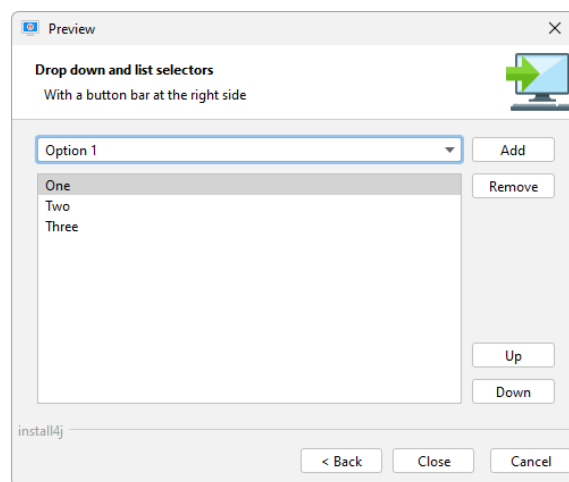 Preview
Drop down and list selectors
With a button bar at the right side
Option 1
Add
One
Remove
Two
Three
Up
Down
install4j
< Back
Close
Cancel